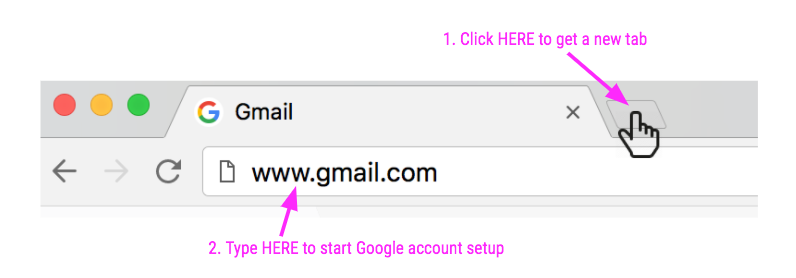 1. Click HERE to get a new tab
Gmail
www.gmail.com
2. Type HERE to start Google account setup